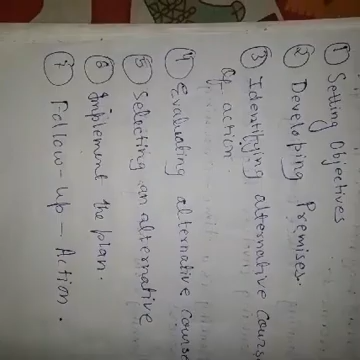 ① Setting Objectives
② Developing Premises.
③ Identifying alternative Course
of action.
④ Evaluating alternative Course
⑤ Selecting an alternative
⑥ Implement the plan.
⑦ Follow-up-Action.